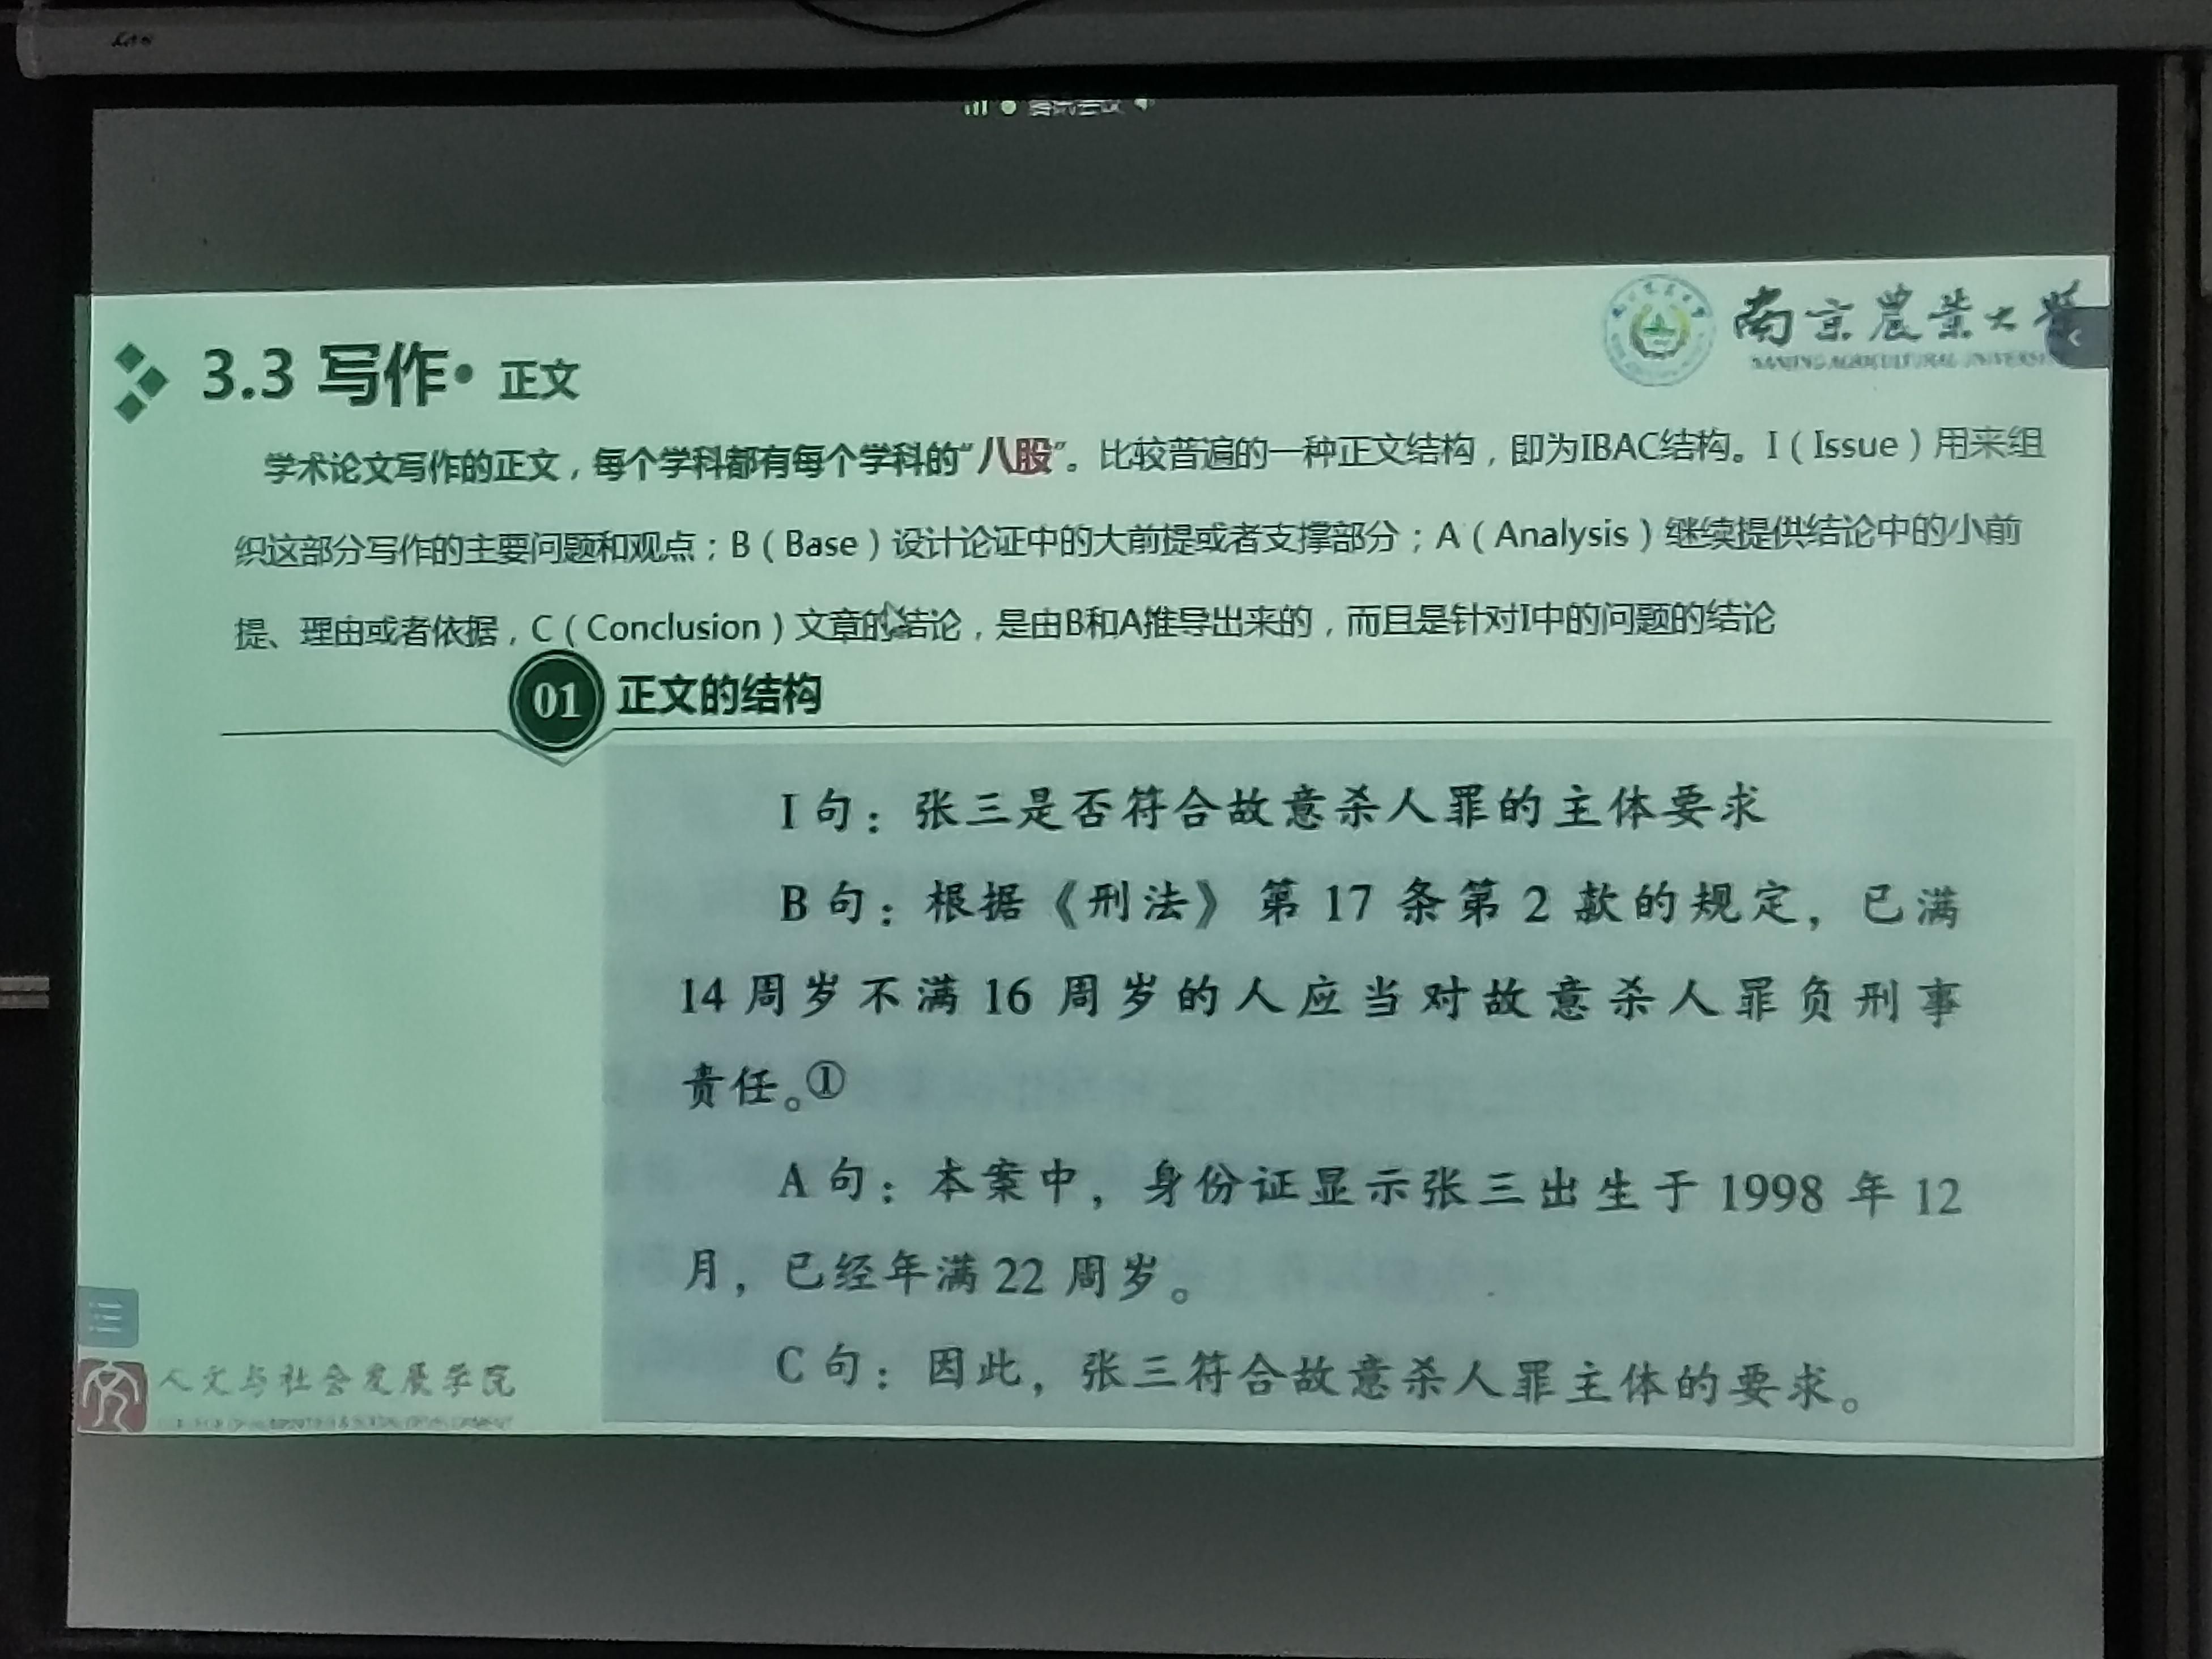 腾讯会议
南京農業大學
3.3 写作• 正文
学术论文写作的正文，每个学科都有每个学科的“八股”。比较普遍的一种正文结构，即为IBAC结构。I（Issue）用来组
织这部分写作的主要问题和观点；B（Base）设计论证中的大前提或者支撑部分；A（Analysis）继续提供结论中的小前
提、理由或者依据，C（Conclusion）文章的结论，是由B和A推导出来的，而且是针对I中的问题的结论
01 正文的结构
I 句：张三是否符合故意杀人罪的主体要求
B 句：根据《刑法》第 17 条第 2 款的规定，已满
14 周岁不满 16 周岁的人应当对故意杀人罪负刑事
责任。①
A 句：本案中，身份证显示张三出生于 1998 年 12
月，已经年满 22 周岁。
C 句：因此，张三符合故意杀人罪主体的要求。
人文与社会发展学院